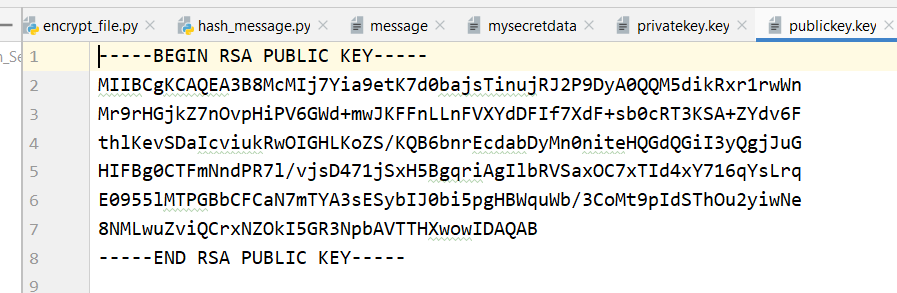 encrypt_file.py hash_message.py message mysecretdata privatekey.key publickey.key
1 -----BEGIN RSA PUBLIC KEY-----
2 MIIBCgKCAQEA3B8McMIj7Yia9etK7d0bajsTinujRJ2P9DyA0QQM5dikRxr1rwWn
3 Mr9rHGjkZ7nOvpHiPV6GWd+mwJKFFnLLnFVXYdDFIf7XdF+sb0cRT3KSA+ZYdv6F
4 thlKevSDaIcviukRwOIGHLKoZS/KQB6bnrEcdabDyMn0niteHQGdQGiI3yQgjJuG
5 HIFBg0CTFmNndPR7l/vjsD471jSxH5BgqriAgIlbRVSaxOC7xTId4xY716qYsLrq
6 E0955lMTPGBbCFCaN7mTYA3sESybIJ0bi5pgHBWquWb/3CoMt9pIdSThOu2yiwNe
7 8NMLwuZviQCrxNZOkI5GR3NpbAVTTHXwowIDAQAB
8 -----END RSA PUBLIC KEY-----
9